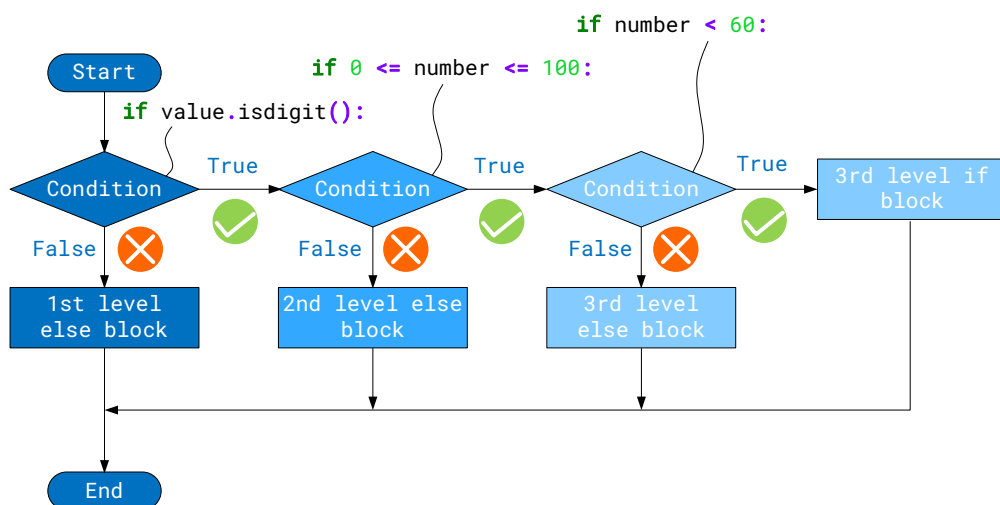 if number < 60:
if 0 <= number <= 100:
Start
if value.isdigit():
True
True
True
Condition
Condition
Condition
3rd level if
block
False
False
False
1st level
else block
2nd level else
block
3rd level
else block
End